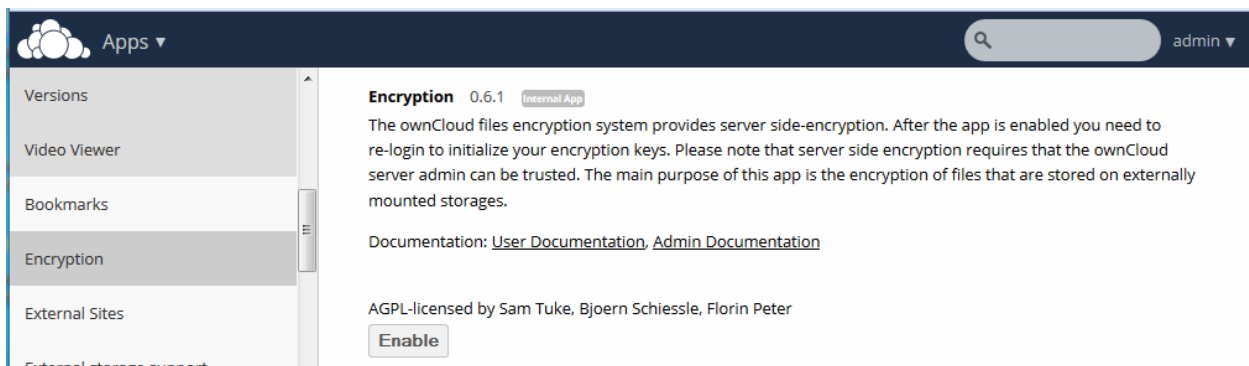 Apps ▾
admin ▾
Versions
Video Viewer
Bookmarks
Encryption
External Sites
External storage support
Encryption 0.6.1 Internal App
The ownCloud files encryption system provides server side-encryption. After the app is enabled you need to
re-login to initialize your encryption keys. Please note that server side encryption requires that the ownCloud
server admin can be trusted. The main purpose of this app is the encryption of files that are stored on externally
mounted storages.
Documentation: User Documentation, Admin Documentation
AGPL-licensed by Sam Tuke, Bjoern Schiessle, Florin Peter
Enable